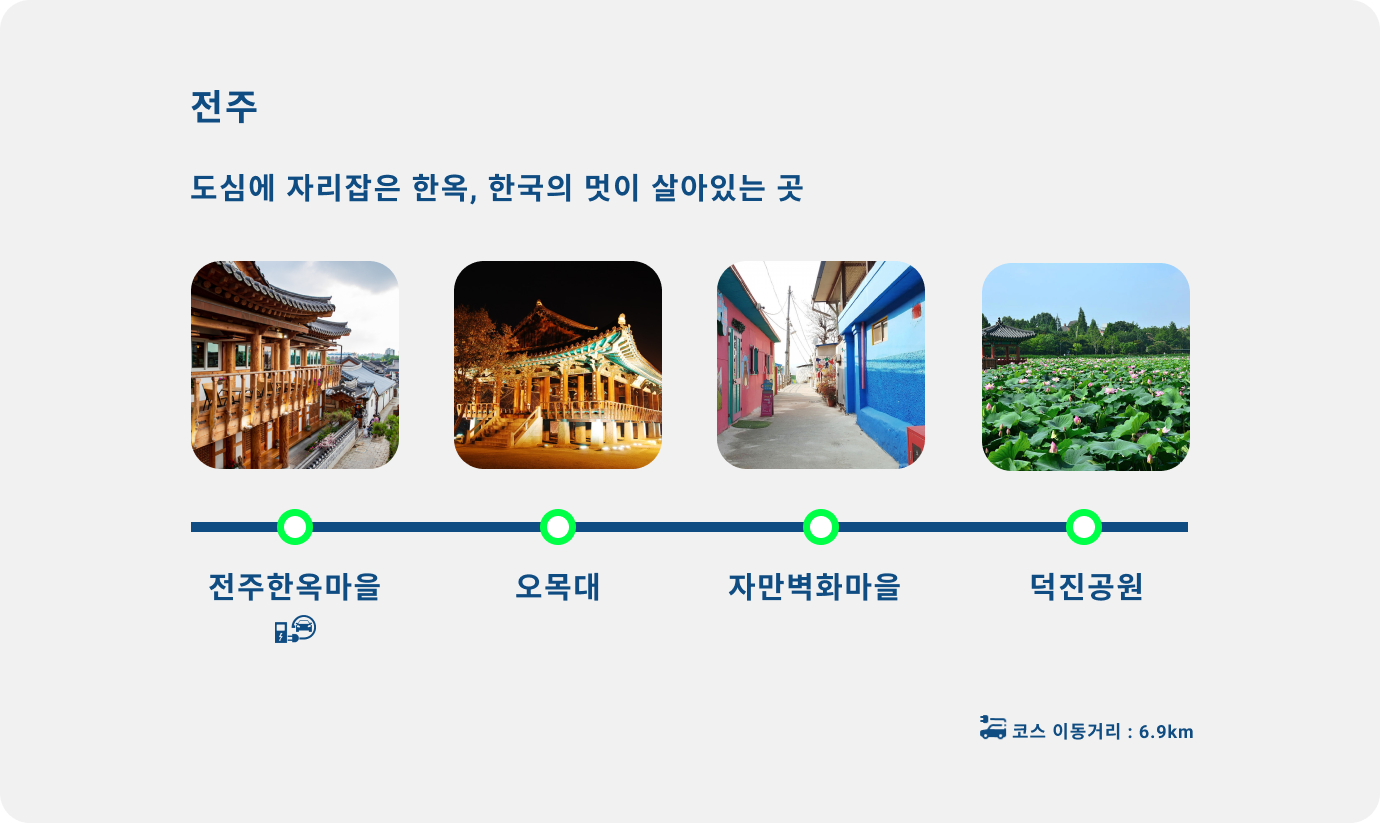 전주
도심에 자리잡은 한옥, 한국의 멋이 살아있는 곳
전주한옥마을
오목대
자만벽화마을
덕진공원
코스 이동거리 : 6.9km